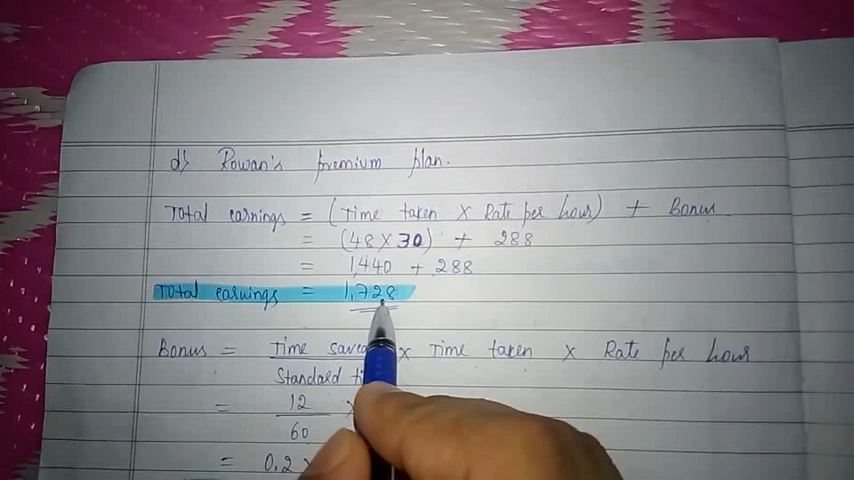 d) Rowan's premium plan.
Total earnings = (Time taken X Rate per hour) + Bonus.
= (48 X 30) + 288
= 1,440 + 288
Total earnings = 1,728
Bonus = Time saved X Time taken X Rate per hour
Standard
= 12
60
= 0.2